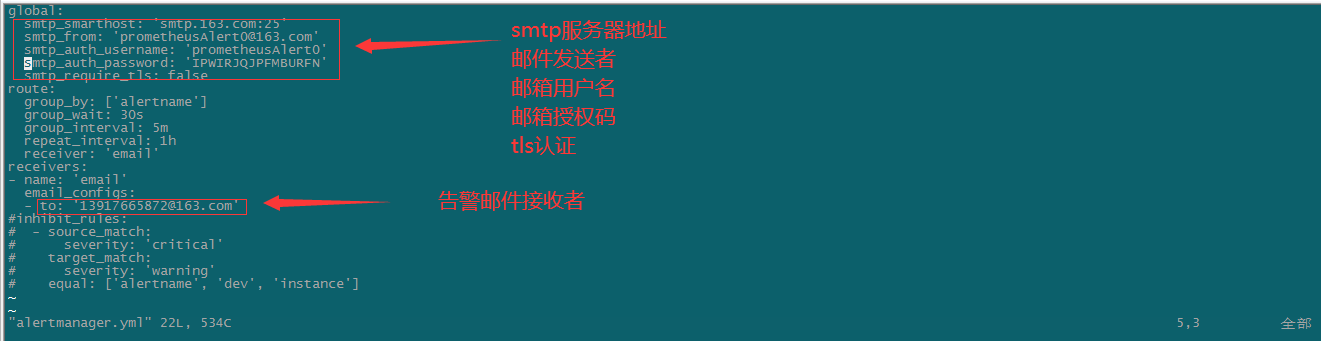 global:
  smtp_smarthost: 'smtp.163.com:25'
  smtp_from: 'prometheusAlert0@163.com'
  smtp_auth_username: 'prometheusAlert0'
  smtp_auth_password: 'IPWIRJQJPFMBURFN'
  smtp_require_tls: false
route:
  group_by: ['alertname']
  group_wait: 30s
  group_interval: 5m
  repeat_interval: 1h
  receiver: 'email'
receivers:
- name: 'email'
  email_configs:
  - to: '13917665872@163.com'
#inhibit_rules:
#  - source_match:
#      severity: 'critical'
#    target_match:
#      severity: 'warning'
#    equal: ['alertname', 'dev', 'instance']
~
~
"alertmanager.yml" 22L, 534C
5,3
全部
smtp服务器地址
邮件发送者
邮箱用户名
邮箱授权码
tls认证
告警邮件接收者